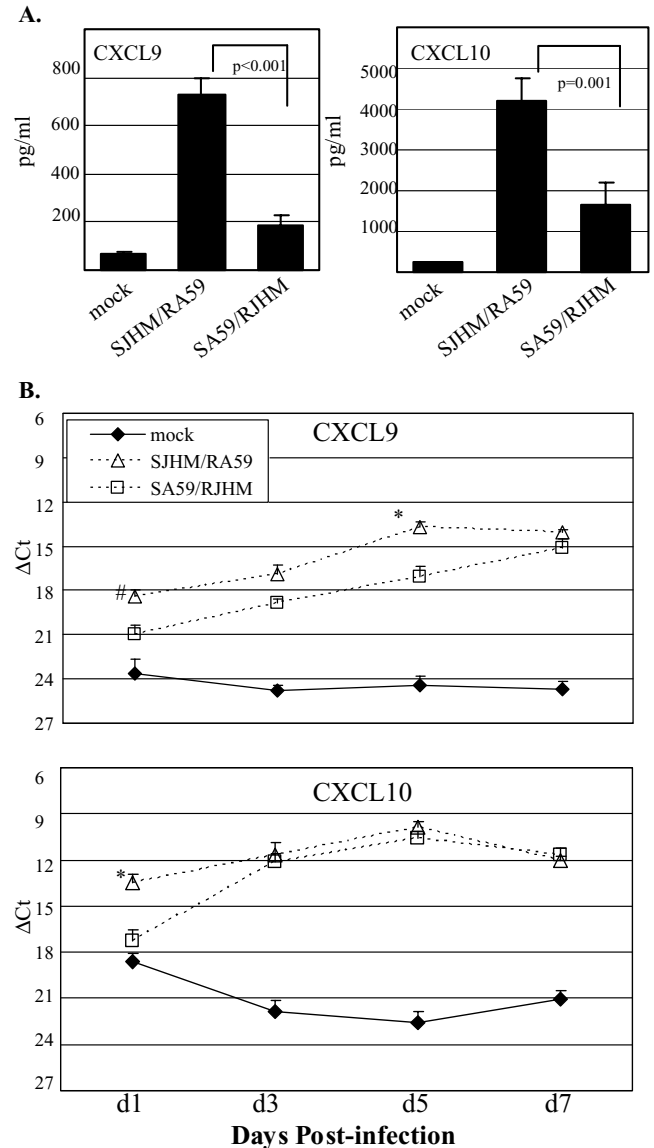 A.
CXCL9
p<0.001
pg/ml
800
600
400
200
mock
SJHM/RA59
SA59/RJHM
CXCL10
p=0.001
pg/ml
5000
4000
3000
2000
1000
mock
SJHM/RA59
SA59/RJHM
B.
CXCL9
mock
SJHM/RA59
SA59/RJHM
ΔCt
6
9
12
15
18
21
24
27
#
*
CXCL10
ΔCt
6
9
12
15
18
21
24
27
*
d1 d3 d5 d7
Days Post-infection